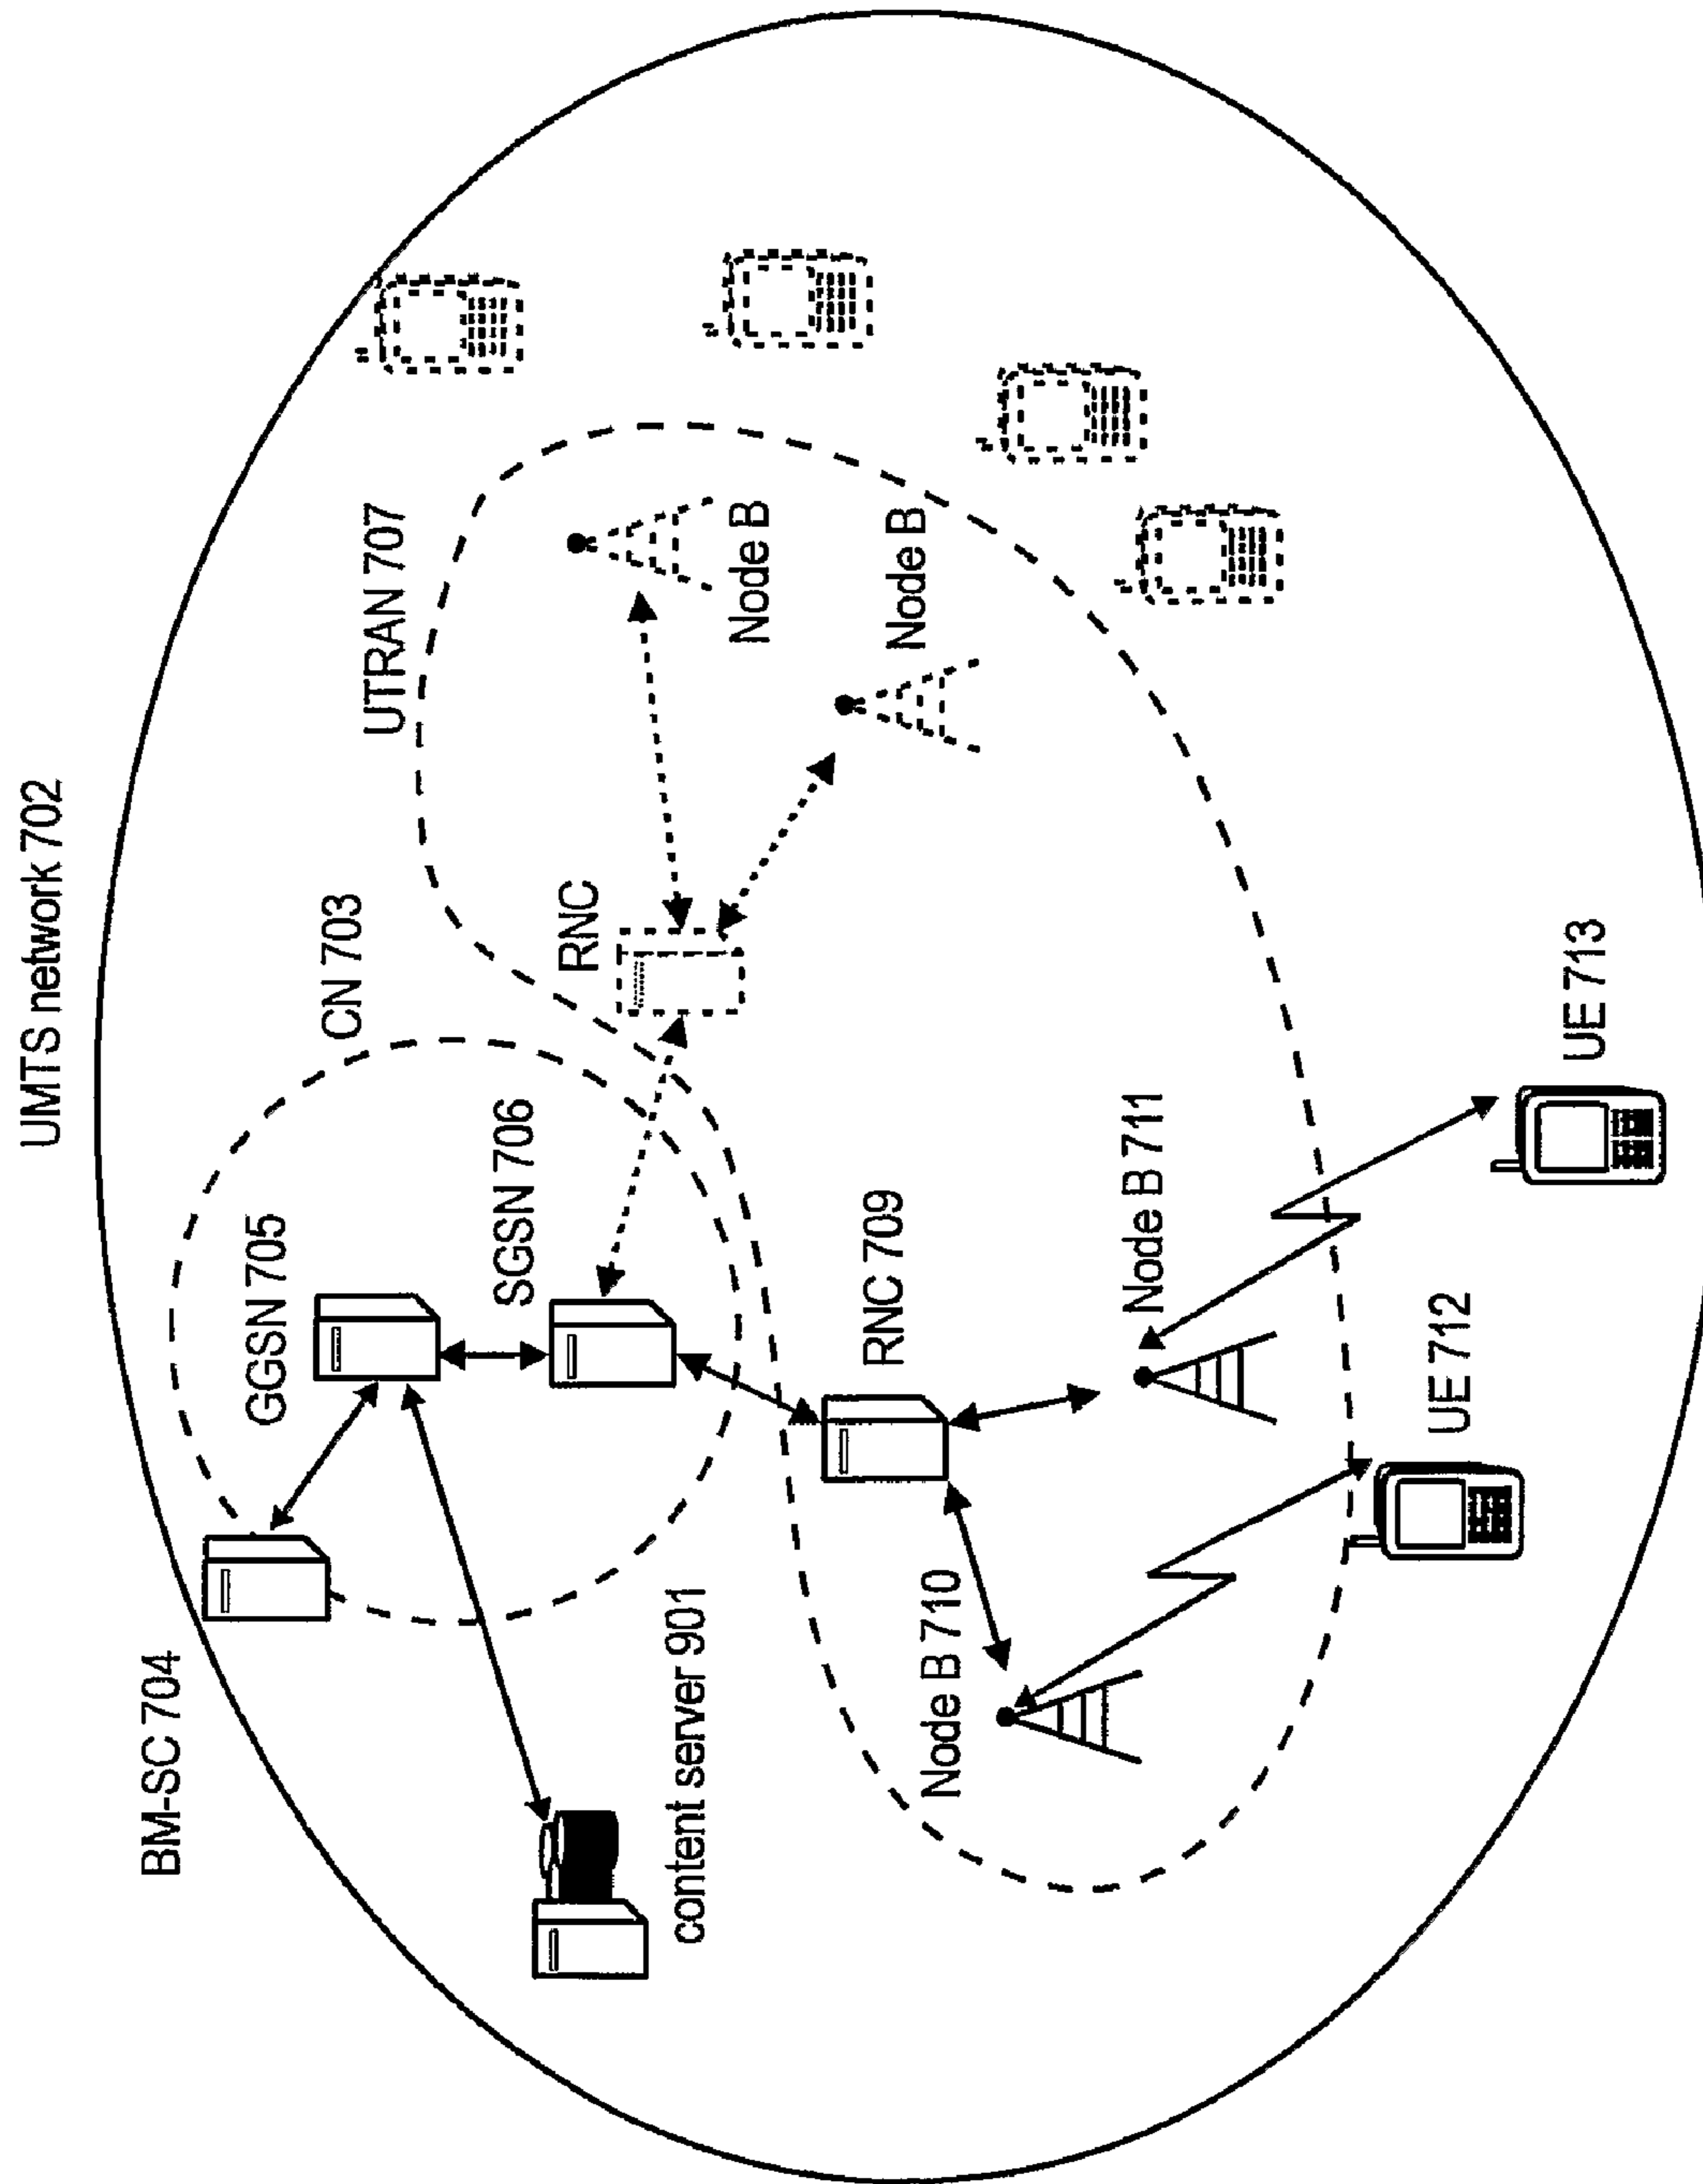 UMTS network 702
CN 703
UTRAN 707
BM-SC 704
GGSN 705
SGSN 706
RNC
Node B
Node B
content server 901
RNC 709
Node B 710
Node B 711
UE 712
UE 713